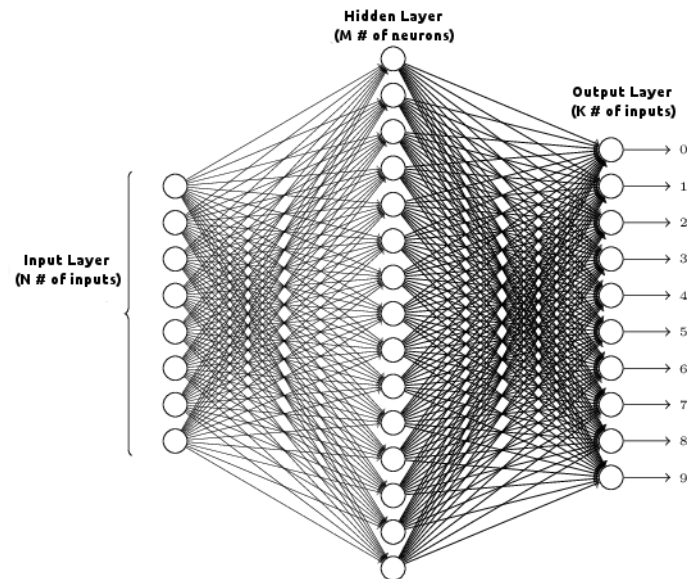 Hidden Layer
(M # of neurons)
Output Layer
(K # of inputs)
Input Layer
(N # of inputs)
0
1
2
3
4
5
6
7
8
9